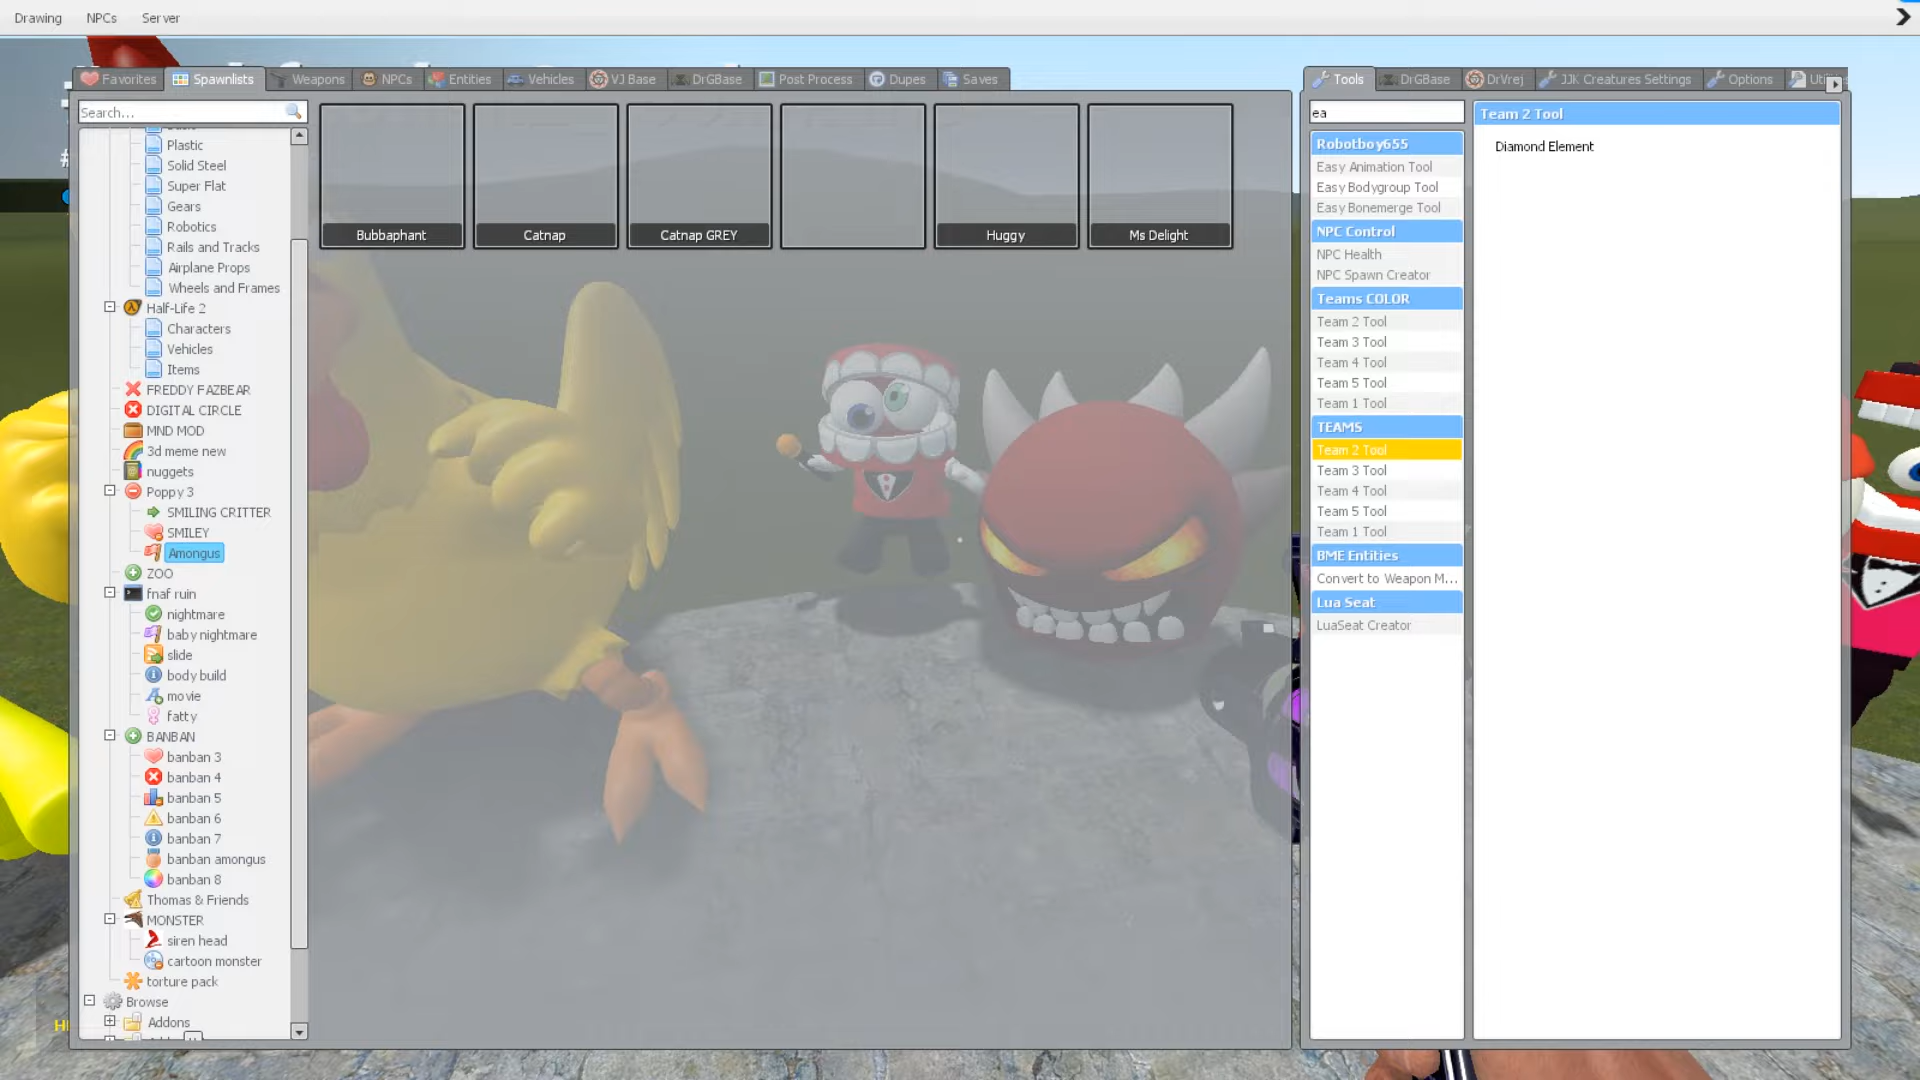 Drawing NPCs Server
Favorites Spawnlists Weapons NPCs Entities Vehicles VJ Base DrGBase Post Process Dupes Saves
Search...
Plastic
Solid Steel
Super Flat
Gears
Robotics
Rails and Tracks
Airplane Props
Wheels and Frames
Half-Life 2
Characters
Vehicles
Items
FREDDY FAZBEAR
DIGITAL CIRCLE
MND MOD
3d meme new
nuggets
Poppy 3
SMILING CRITTER
SMILEY
Amongus
ZOO
fnaf ruin
nightmare
baby nightmare
slide
body build
movie
fatty
BANBAN
banban 3
banban 4
banban 5
banban 6
banban 7
banban amongus
banban 8
Thomas & Friends
MONSTER
siren head
cartoon monster
torture pack
Browse
Addons
Bubbaphant Catnap Catnap GREY Huggy Ms Delight
Tools DrGBase DrVrej JJK Creatures Settings Options
ea
Robotboy655
Easy Animation Tool
Easy Bodygroup Tool
Easy Bonemerge Tool
NPC Control
NPC Health
NPC Spawn Creator
Teams COLOR
Team 2 Tool
Team 3 Tool
Team 4 Tool
Team 5 Tool
Team 1 Tool
TEAMS
Team 2 Tool
Team 3 Tool
Team 4 Tool
Team 5 Tool
Team 1 Tool
BME Entities
Convert to Weapon M...
Lua Seat
LuaSeat Creator
Team 2 Tool
Diamond Element